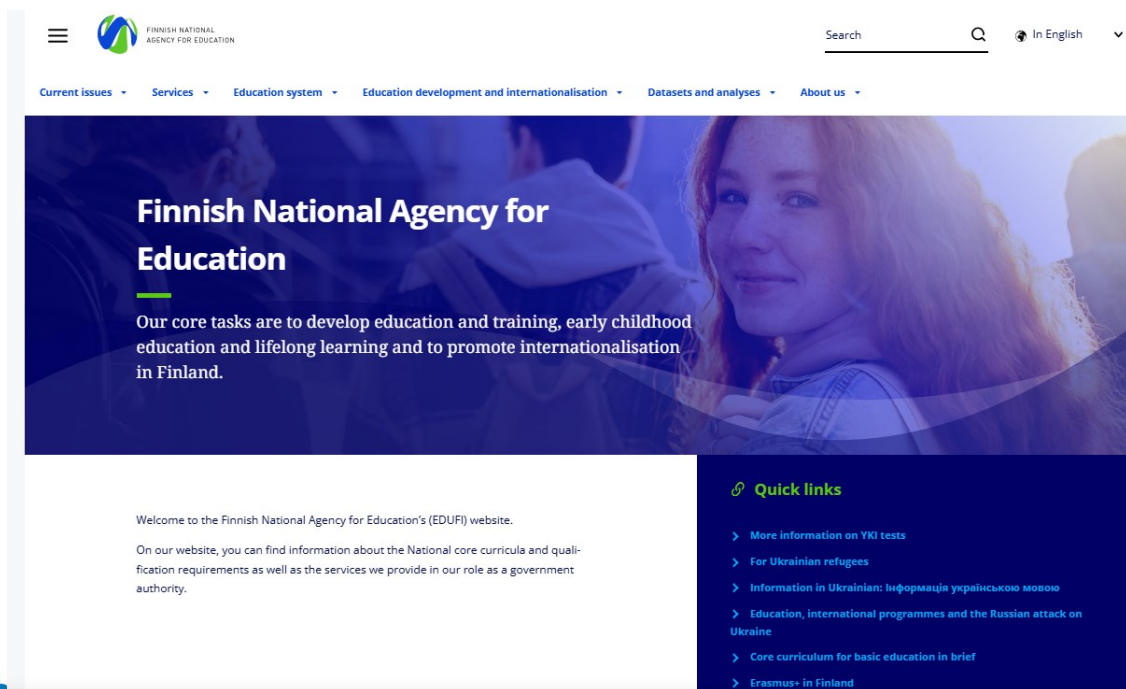 FINNISH NATIONAL
AGENCY FOR EDUCATION
Search
In English
Current issues
Services
Education system
Education development and internationalisation
Datasets and analyses
About us
Finnish National Agency for
Education
Our core tasks are to develop education and training, early childhood
education and lifelong learning and to promote internationalisation
in Finland.
Welcome to the Finnish National Agency for Education's (EDUFI) website.
On our website, you can find information about the National core curricula and quali-
fication requirements as well as the services we provide in our role as a government
authority.
Quick links
More information on YKI tests
For Ukrainian refugees
Information in Ukrainian: Інформація українською мовою
Education, international programmes and the Russian attack on
Ukraine
Core curriculum for basic education in brief
Erasmus+ in Finland